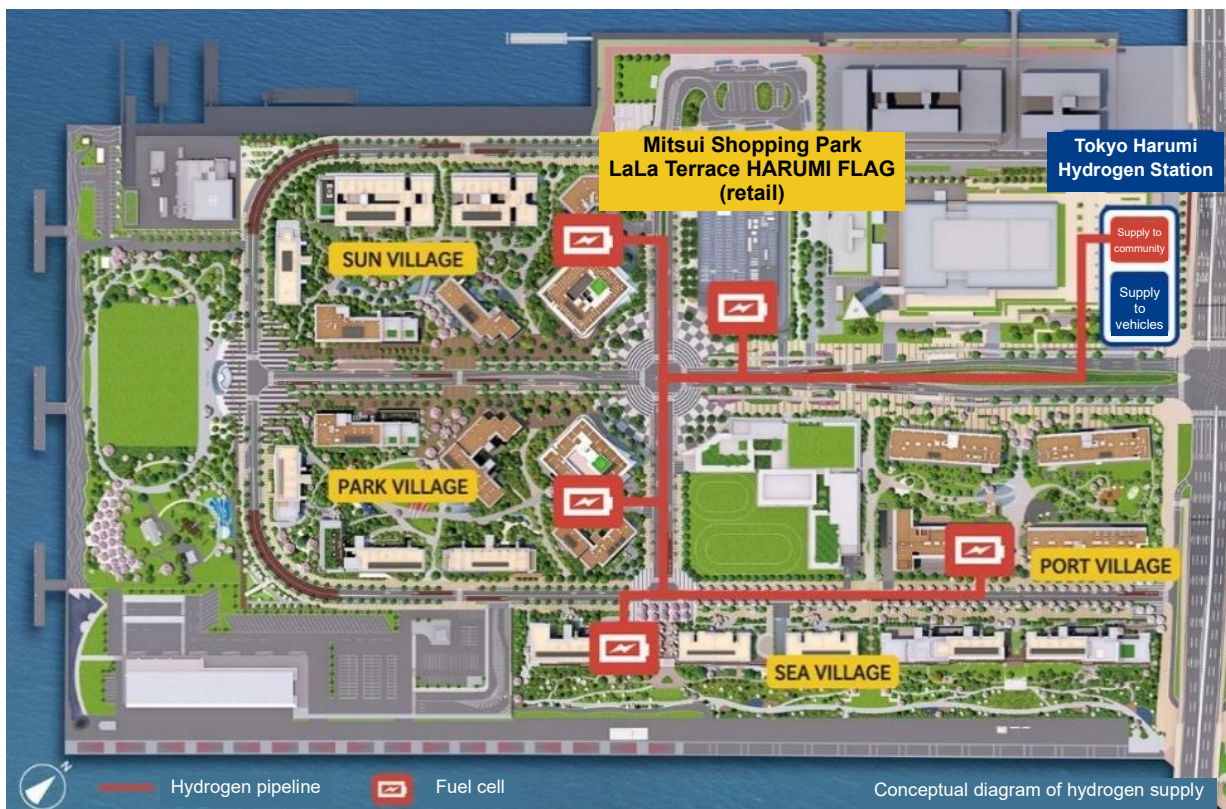 Mitsui Shopping Park
LaLa Terrace HARUMI FLAG
(retail)
Tokyo Harumi
Hydrogen Station
Supply to
community
Supply
to
vehicles
SUN VILLAGE
PARK VILLAGE
PORT VILLAGE
SEA VILLAGE
N
Hydrogen pipeline
Fuel cell
Conceptual diagram of hydrogen supply
H